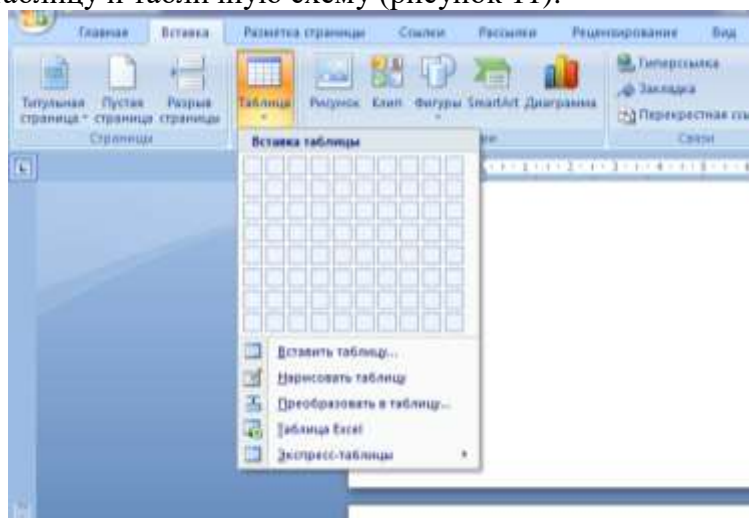 таблицу и табличную схему (рисунок 11).
Главная Вставка Разметка страницы Ссылки Рассылки Рецензирование Вид
Титульная страница Пустая страница Разрыв страницы
Таблица Рисунок Клип Фигуры SmartArt Диаграмма
Гиперссылка
Закладка
Перекрестная
Страницы
Связи
Вставка таблицы
Вставить таблицу...
Нарисовать таблицу
Преобразовать в таблицу...
Таблица Excel
Экспресс-таблицы